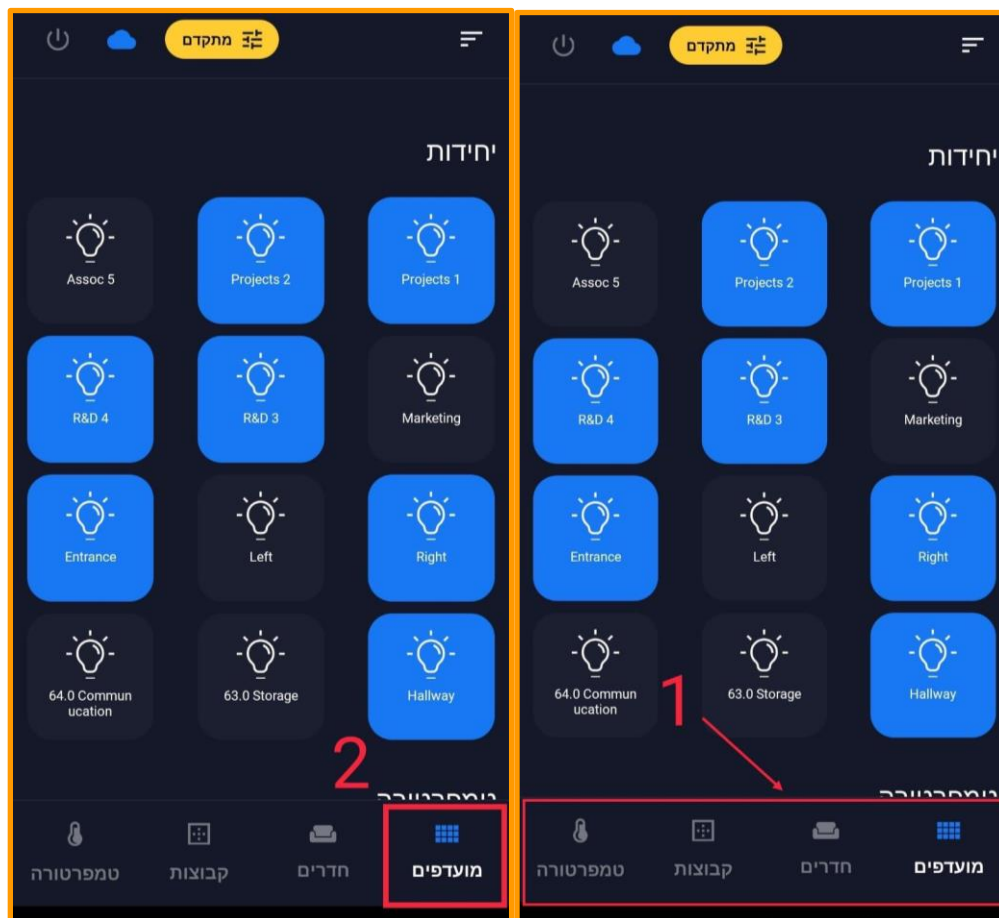 מתקדם
יחידות
Projects 1
Projects 2
Assoc 5
Marketing
R&D 3
R&D 4
Right
Left
Entrance
Hallway
63.0 Storage
64.0 Commun
ucation
1
טמפרטורה
מועדפים
חדרים
קבוצות
טמפרטורה
מתקדם
יחידות
Projects 1
Projects 2
Assoc 5
Marketing
R&D 3
R&D 4
Right
Left
Entrance
Hallway
63.0 Storage
64.0 Commun
ucation
2
טמפרטורה
מועדפים
חדרים
קבוצות
טמפרטורה